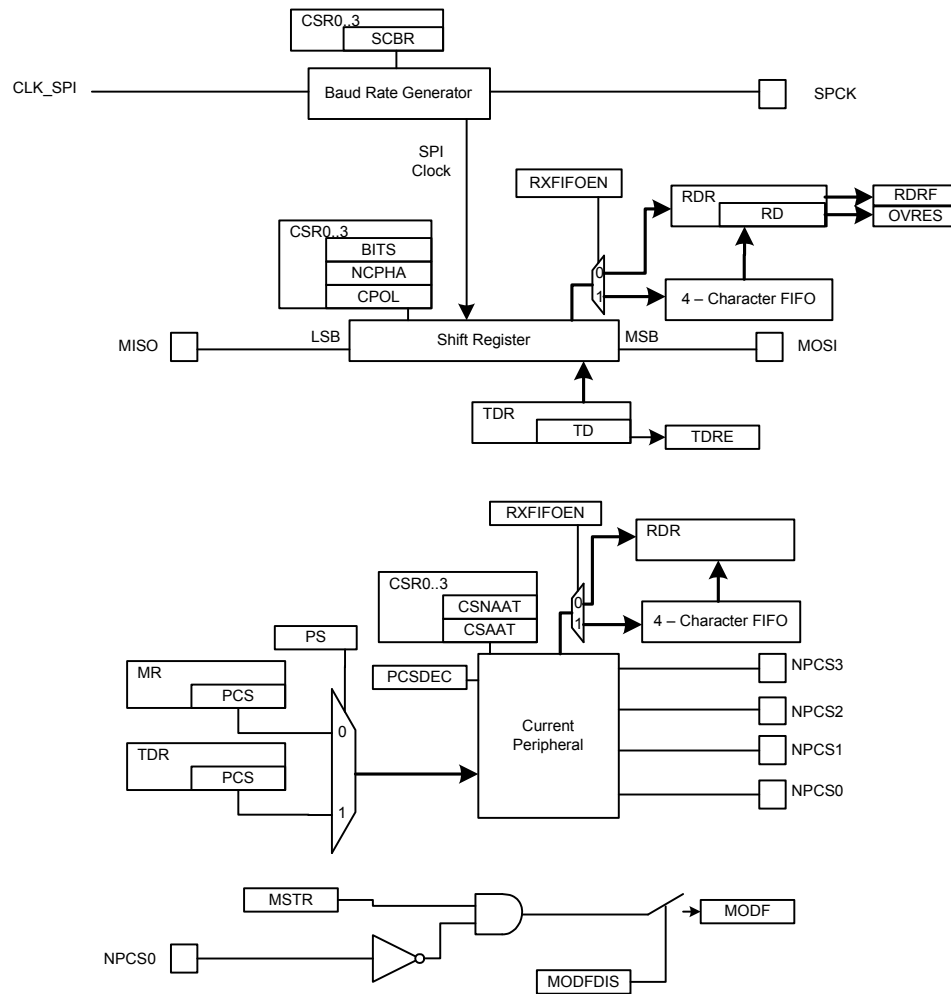 CSR0..3
SCBR
CLK_SPI
Baud Rate Generator
SPCK
SPI
Clock
RXFIFOEN
RDR
RD
RDRF
OVRES
CSR0..3
BITS
NCPHA
CPOL
0
1
4 – Character FIFO
MISO
LSB
Shift Register
MSB
MOSI
TDR
TD
TDRE
RXFIFOEN
RDR
CSR0..3
CSNAAT
CSAAT
0
1
4 – Character FIFO
PS
PCSDEC
MR
PCS
0
TDR
PCS
1
Current
Peripheral
NPCS3
NPCS2
NPCS1
NPCS0
MSTR
MODF
NPCS0
MODFDIS